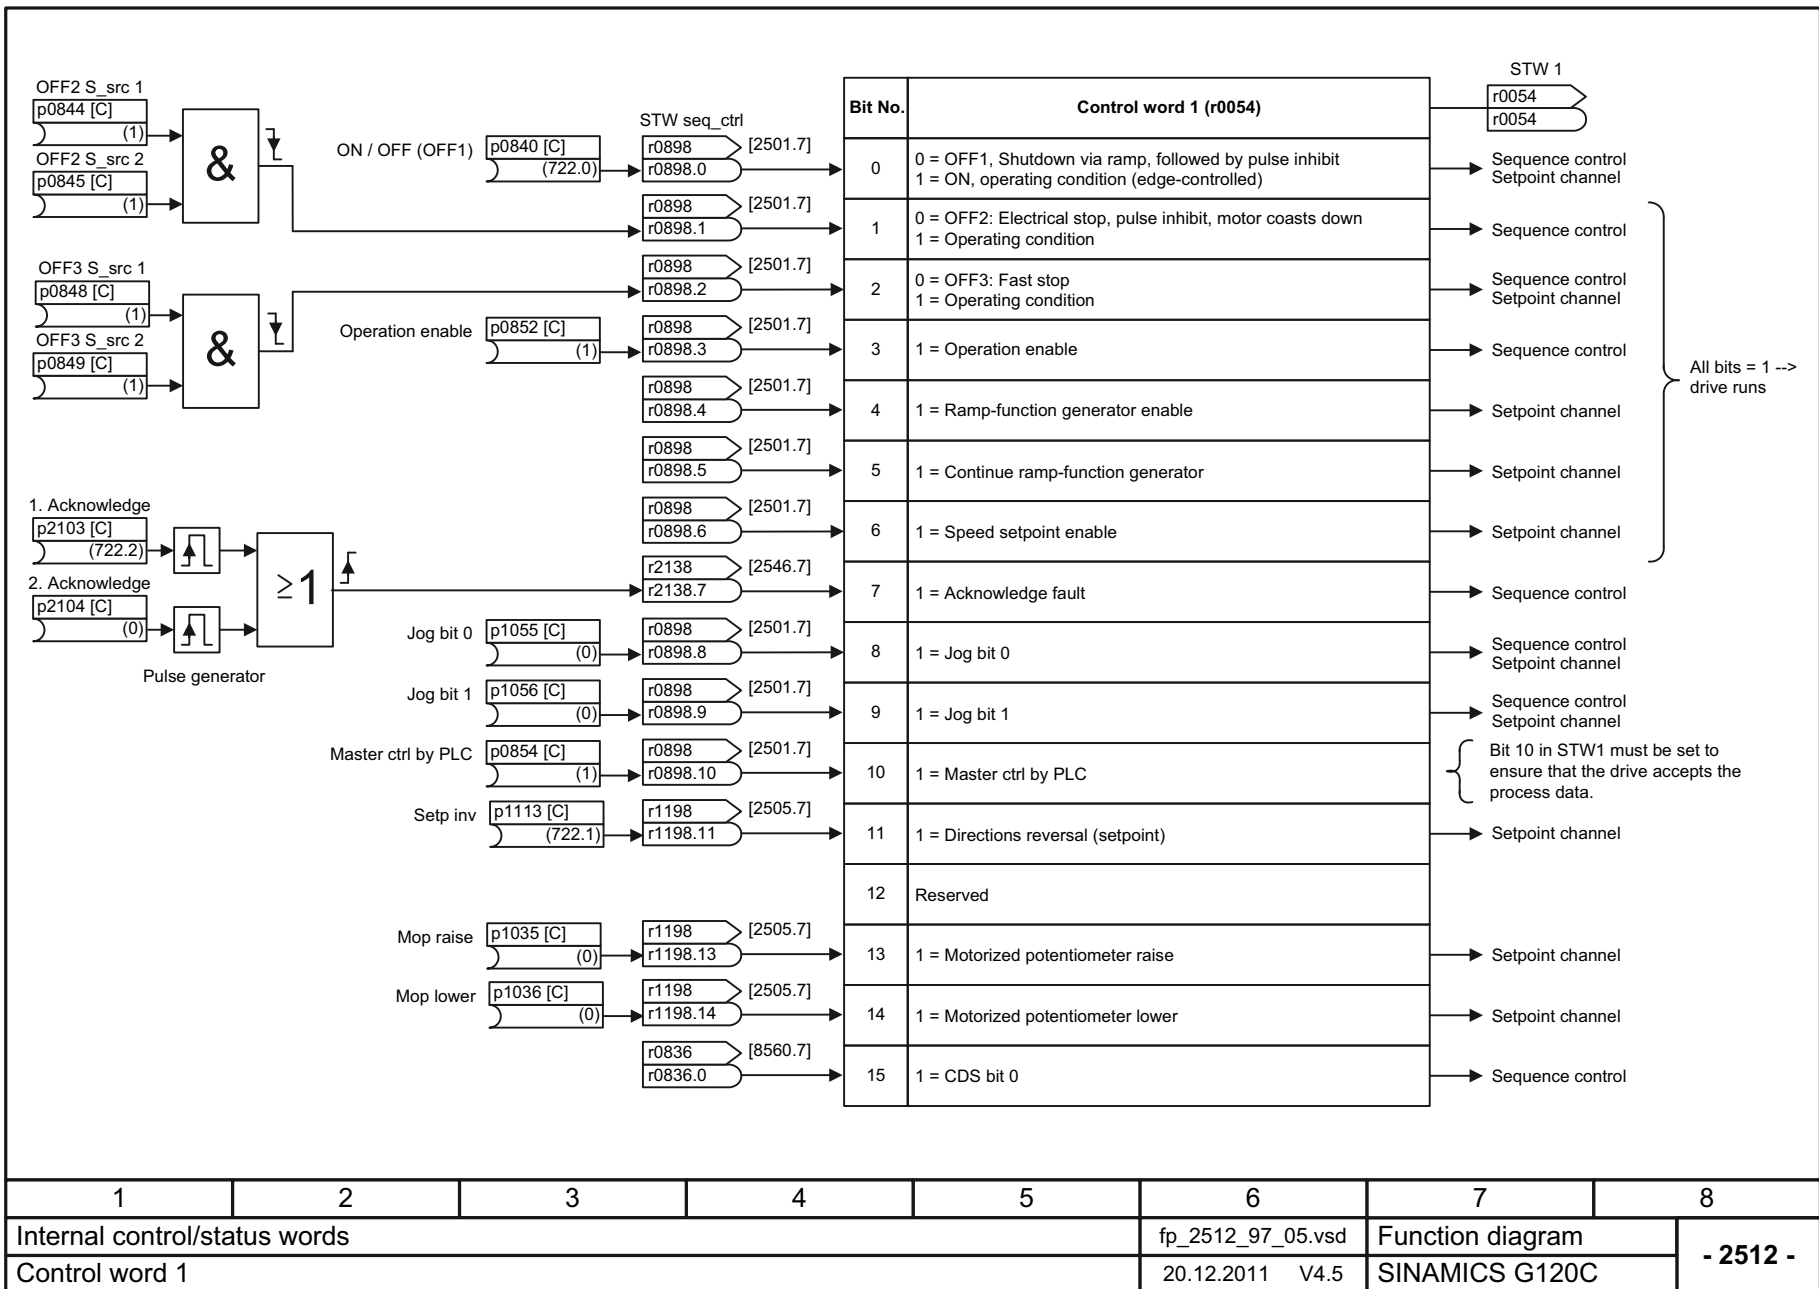 STW 1
r0054
r0054
OFF2 S_src 1
p0844 [C]
(1)
OFF2 S_src 2
p0845 [C]
(1)
&
ON / OFF (OFF1)
p0840 [C]
(722.0)
STW seq_ctrl
Bit No.
Control word 1 (r0054)
r0898
[2501.7]
r0898.0
0
0 = OFF1, Shutdown via ramp, followed by pulse inhibit
1 = ON, operating condition (edge-controlled)
Sequence control
Setpoint channel
r0898
[2501.7]
r0898.1
1
0 = OFF2: Electrical stop, pulse inhibit, motor coasts down
1 = Operating condition
Sequence control
OFF3 S_src 1
p0848 [C]
(1)
OFF3 S_src 2
p0849 [C]
(1)
&
r0898
[2501.7]
r0898.2
2
0 = OFF3: Fast stop
1 = Operating condition
Sequence control
Setpoint channel
Operation enable
p0852 [C]
(1)
r0898
[2501.7]
r0898.3
3
1 = Operation enable
Sequence control
All bits = 1 -->
drive runs
r0898
[2501.7]
r0898.4
4
1 = Ramp-function generator enable
Setpoint channel
r0898
[2501.7]
r0898.5
5
1 = Continue ramp-function generator
Setpoint channel
r0898
[2501.7]
r0898.6
6
1 = Speed setpoint enable
Setpoint channel
1. Acknowledge
p2103 [C]
(722.2)
2. Acknowledge
p2104 [C]
(0)
Pulse generator
≥1
r2138
[2546.7]
r2138.7
7
1 = Acknowledge fault
Sequence control
Jog bit 0
p1055 [C]
(0)
r0898
[2501.7]
r0898.8
8
1 = Jog bit 0
Sequence control
Setpoint channel
Jog bit 1
p1056 [C]
(0)
r0898
[2501.7]
r0898.9
9
1 = Jog bit 1
Sequence control
Setpoint channel
Master ctrl by PLC
p0854 [C]
(1)
r0898
[2501.7]
r0898.10
10
1 = Master ctrl by PLC
Bit 10 in STW1 must be set to
ensure that the drive accepts the
process data.
Setp inv
p1113 [C]
(722.1)
r1198
[2505.7]
r1198.11
11
1 = Directions reversal (setpoint)
Setpoint channel
12
Reserved
Mop raise
p1035 [C]
(0)
r1198
[2505.7]
r1198.13
13
1 = Motorized potentiometer raise
Setpoint channel
Mop lower
p1036 [C]
(0)
r1198
[2505.7]
r1198.14
14
1 = Motorized potentiometer lower
Setpoint channel
r0836
[8560.7]
r0836.0
15
1 = CDS bit 0
Sequence control
1 2 3 4 5 6 7 8
Internal control/status words
fp_2512_97_05.vsd
Function diagram
- 2512 -
Control word 1
20.12.2011 V4.5
SINAMICS G120C